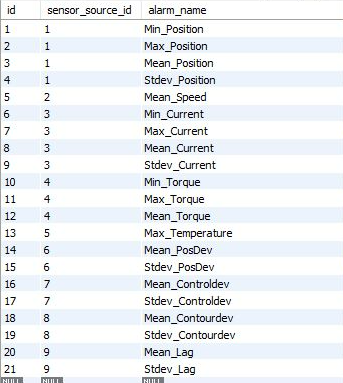 id sensor_source_id alarm_name
1 1 Min_Position
2 1 Max_Position
3 1 Mean_Position
4 1 Stdev_Position
5 2 Mean_Speed
6 3 Min_Current
7 3 Max_Current
8 3 Mean_Current
9 3 Stdev_Current
10 4 Min_Torque
11 4 Max_Torque
12 4 Mean_Torque
13 5 Max_Temperature
14 6 Mean_PosDev
15 6 Stdev_PosDev
16 7 Mean_Controldev
17 7 Stdev_Controldev
18 8 Mean_Contourdev
19 8 Stdev_Contourdev
20 9 Mean_Lag
21 9 Stdev_Lag
NULL NULL NULL